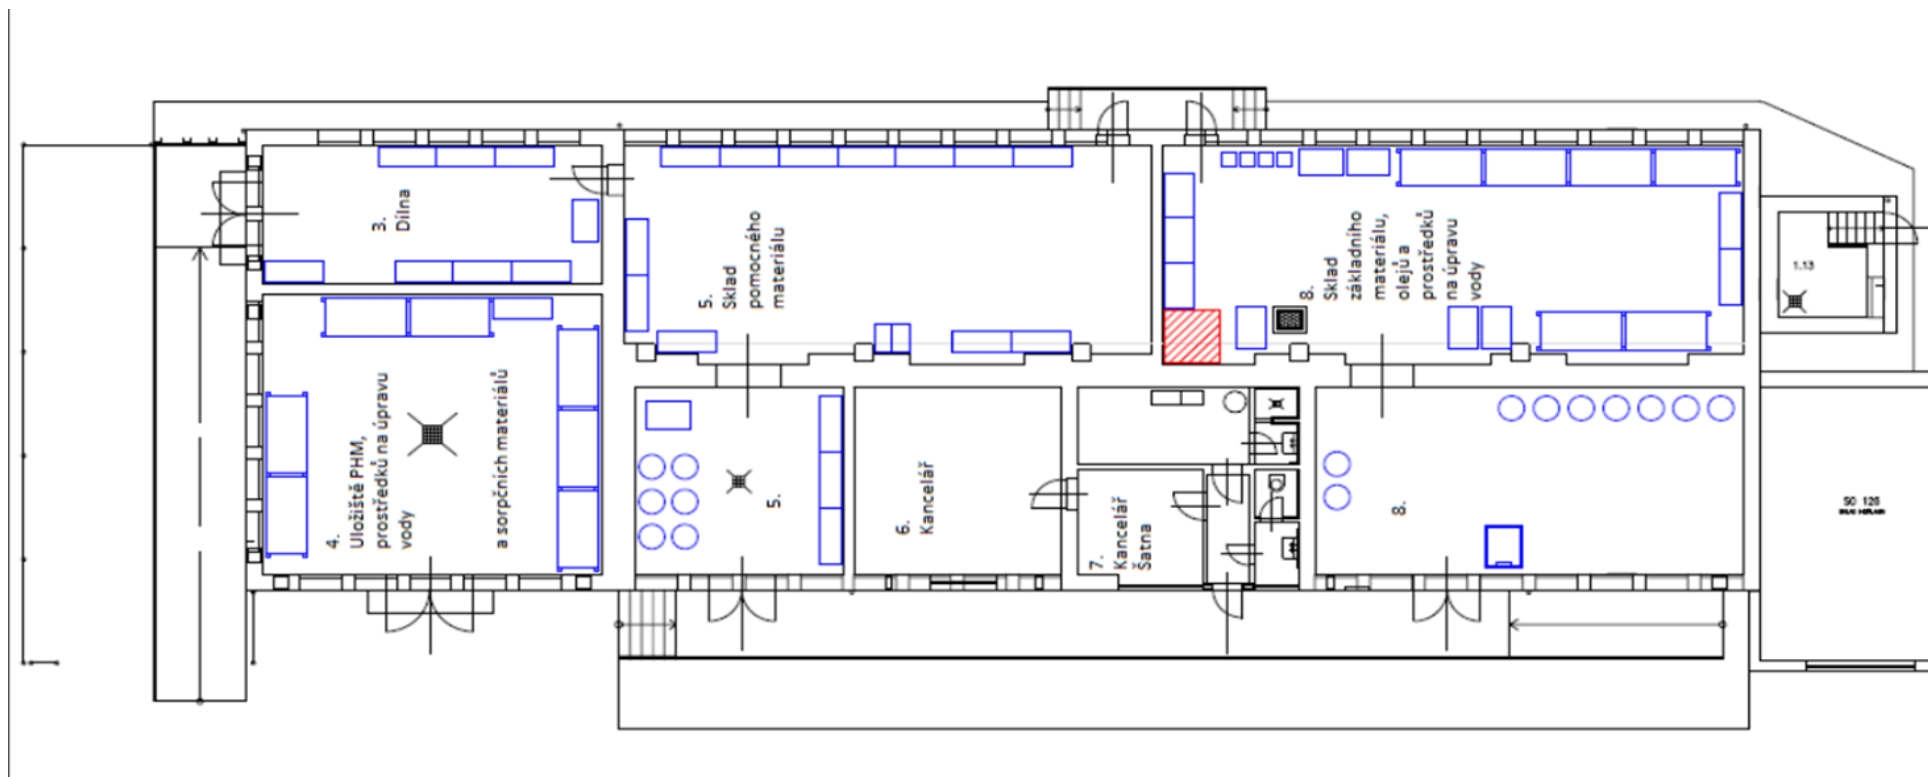 3.
Dílna
4.
Uložiště PHM,
prostředků na úpravu
vody
a sorpčních materiálů
5.
Sklad
pomocného
materiálu
5.
6.
Kancelář
7.
Kancelář
Šatna
8.
Sklad
základního
materiálu,
olejů a
prostředků
na úpravu
vody
8.
1.13
SO 126